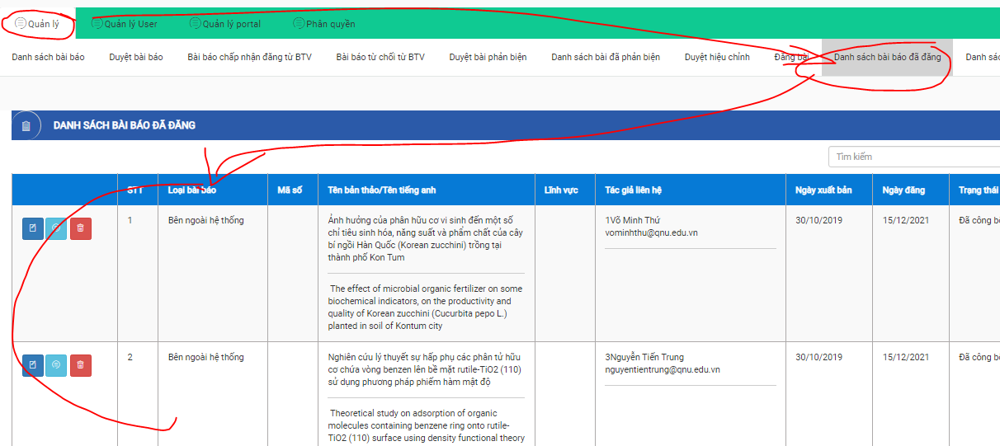 Quản lý
Quản lý User
Quản lý portal
Phân quyền
Danh sách bài báo
Duyệt bài báo
Bài báo chấp nhận đăng từ BTV
Bài báo từ chối từ BTV
Duyệt bài phản biện
Danh sách bài đã phản biện
Duyệt hiệu chỉnh
Đăng bài
Danh sách bài báo đã đăng
Danh sác
DANH SÁCH BÀI BÁO ĐÃ ĐĂNG
Tìm kiếm
STT
Loại bài báo
Mã số
Tên bản thảo/Tên tiếng anh
Lĩnh vực
Tác giả liên hệ
Ngày xuất bản
Ngày đăng
Trạng thái
1
Bên ngoài hệ thống
Ảnh hưởng của phân hữu cơ vi sinh đến một số
chỉ tiêu sinh hóa, năng suất và phẩm chất của cây
bí ngồi Hàn Quốc (Korean zucchini) trồng tại
thành phố Kon Tum
The effect of microbial organic fertilizer on some
biochemical indicators, on the productivity and
quality of Korean zucchini (Cucurbita pepo L.)
planted in soil of Kontum city
1Võ Minh Thứ
vominhthu@qnu.edu.vn
30/10/2019
15/12/2021
Đã công bố
2
Bên ngoài hệ thống
Nghiên cứu lý thuyết sự hấp phụ các phân tử hữu
cơ chứa vòng benzen lên bề mặt rutile-TiO2 (110)
sử dụng phương pháp phiếm hàm mật độ
Theoretical study on adsorption of organic
molecules containing benzene ring onto rutile-
TiO2 (110) surface using density functional theory
3Nguyễn Tiến Trung
nguyentientrung@qnu.edu.vn
30/10/2019
15/12/2021
Đã công bố